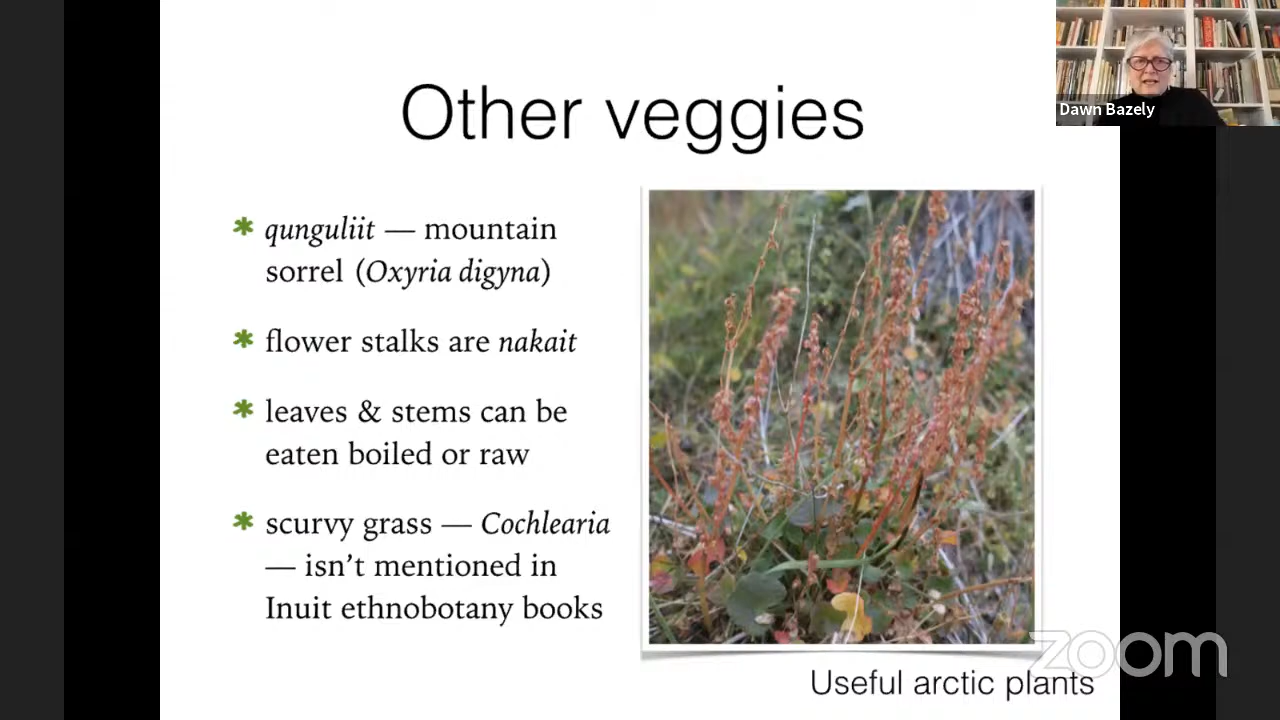 Other veggies
Dawn Bazely
* qunguliit — mountain
sorrel (Oxyria digyna)
* flower stalks are nakait
* leaves & stems can be
eaten boiled or raw
* scurvy grass — Cochlearia
— isn’t mentioned in
Inuit ethnobotany books
zoom
Useful arctic plants